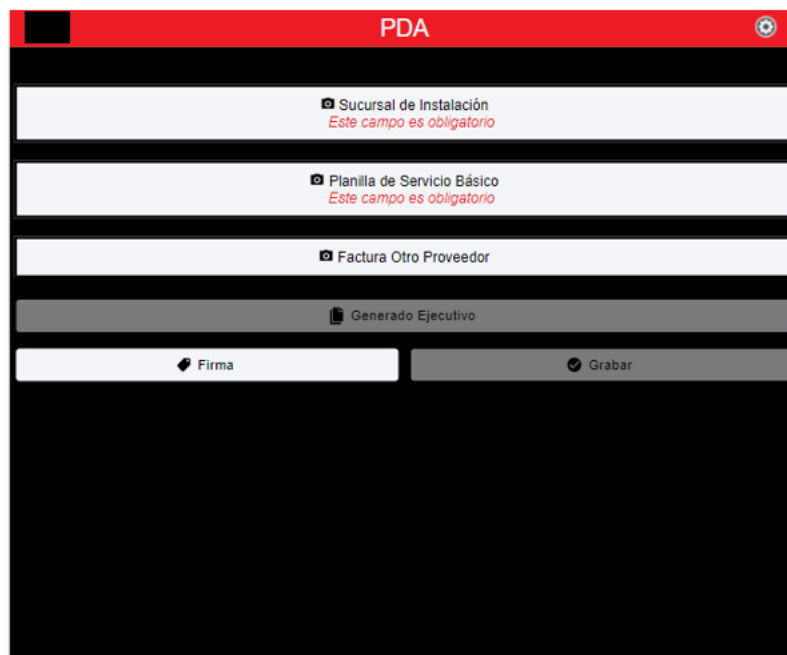 PDA
Sucursal de Instalación
Este campo es obligatorio
Planilla de Servicio Básico
Este campo es obligatorio
Factura Otro Proveedor
Generado Ejecutivo
Firma
Grabar